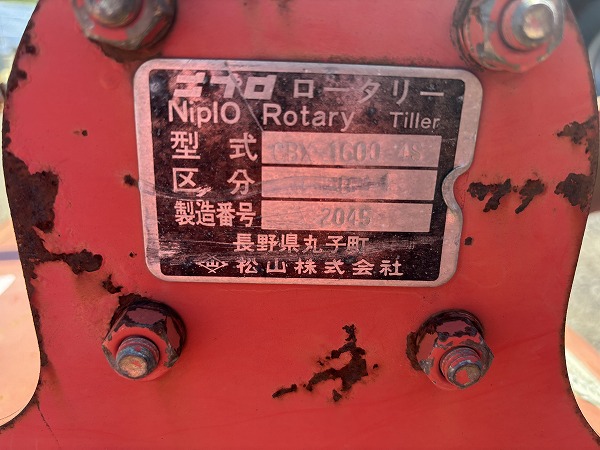 ニプロ ロータリー
NiplO Rotary Tiller
型式 CBX-1600
区分
製造番号 2045
長野県丸子町
松山株式会社